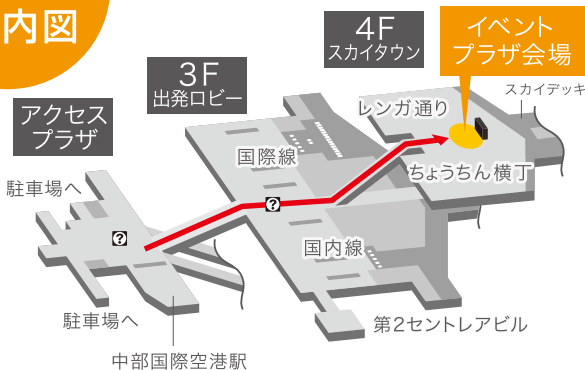 内図
4F
スカイタウン
イベント
プラザ会場
3F
出発ロビー
スカイデッキ
レンガ通り
アクセス
プラザ
国際線
ちょうちん横丁
駐車場へ
?
?
国内線
駐車場へ
第2セントレアビル
中部国際空港駅